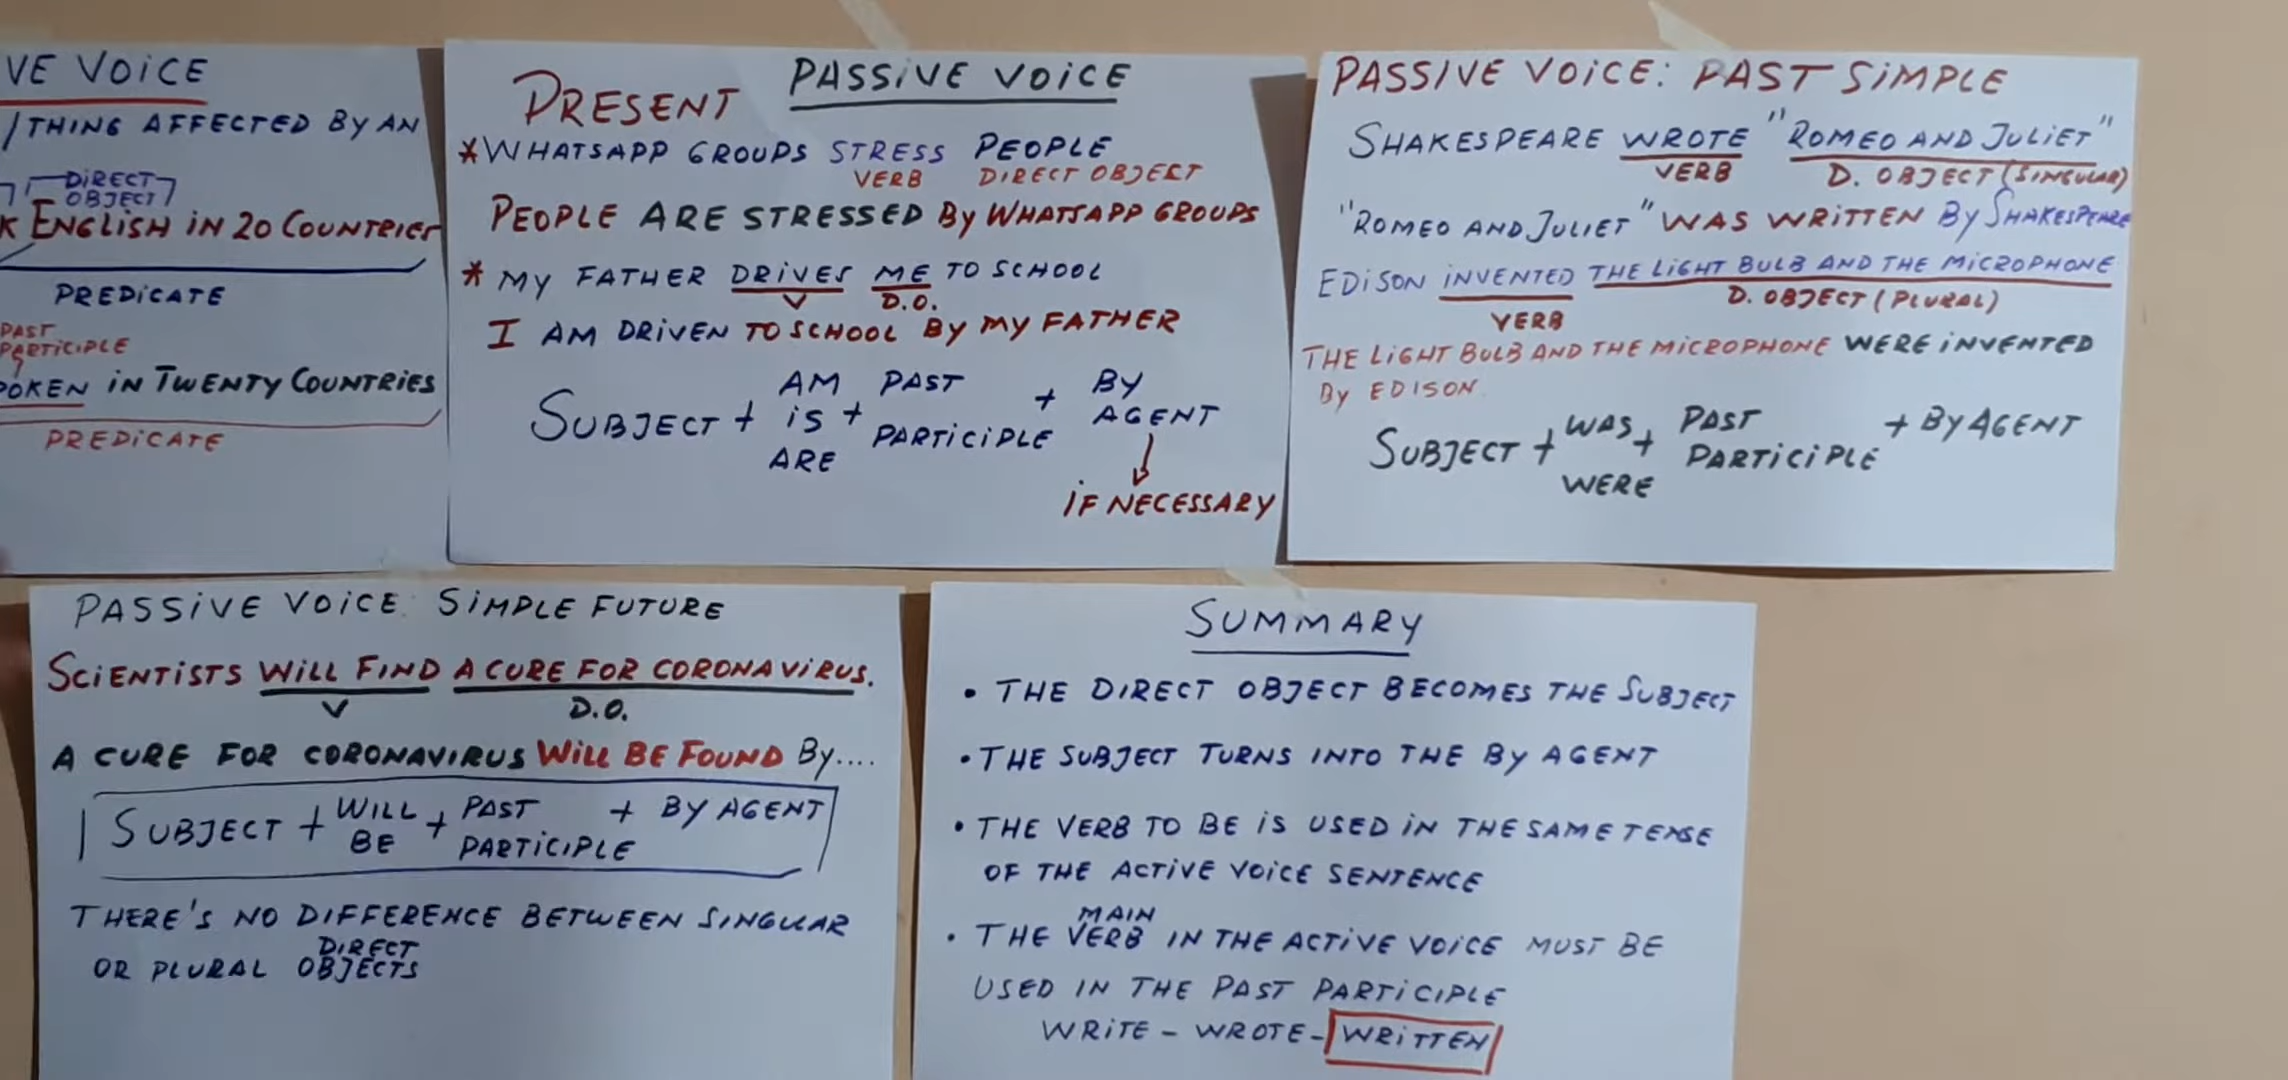 VE VOICE
/THING AFFECTED BY AN
DIRECT
OBJECT
K ENGLISH IN 20 COUNTRIES
PREDICATE
PAST
PARTICIPLE
POKEN IN TWENTY COUNTRIES
PREDICATE
PASSIVE VOICE
PRESENT
*WHATSAPP GROUPS STRESS PEOPLE
VERB DIRECT OBJECT
PEOPLE ARE STRESSED BY WHATSAPP GROUPS
* MY FATHER DRIVES ME TO SCHOOL
V D.O.
I AM DRIVEN TO SCHOOL BY MY FATHER
AM PAST BY
SUBJECT + IS + PARTICIPLE + AGENT
ARE
IF NECESSARY
PASSIVE VOICE: PAST SIMPLE
SHAKESPEARE WROTE "ROMEO AND JULIET"
VERB D. OBJECT (SINGULAR)
"ROMEO AND JULIET" WAS WRITTEN BY SHAKESPEARE
EDISON INVENTED THE LIGHT BULB AND THE MICROPHONE
VERB D. OBJECT (PLURAL)
THE LIGHT BULB AND THE MICROPHONE WERE INVENTED
BY EDISON
SUBJECT + WAS + PAST + BY AGENT
WERE PARTICIPLE
PASSIVE VOICE: SIMPLE FUTURE
SCIENTISTS WILL FIND A CURE FOR CORONAVIRUS.
V D.O.
A CURE FOR CORONAVIRUS WILL BE FOUND BY....
SUBJECT + WILL + PAST + BY AGENT
BE PARTICIPLE
THERE'S NO DIFFERENCE BETWEEN SINGULAR
DIRECT
OR PLURAL OBJECTS
SUMMARY
• THE DIRECT OBJECT BECOMES THE SUBJECT
• THE SUBJECT TURNS INTO THE BY AGENT
• THE VERB TO BE IS USED IN THE SAME TENSE
OF THE ACTIVE VOICE SENTENCE
MAIN
• THE VERB IN THE ACTIVE VOICE MUST BE
USED IN THE PAST PARTICIPLE
WRITE - WROTE - WRITTEN